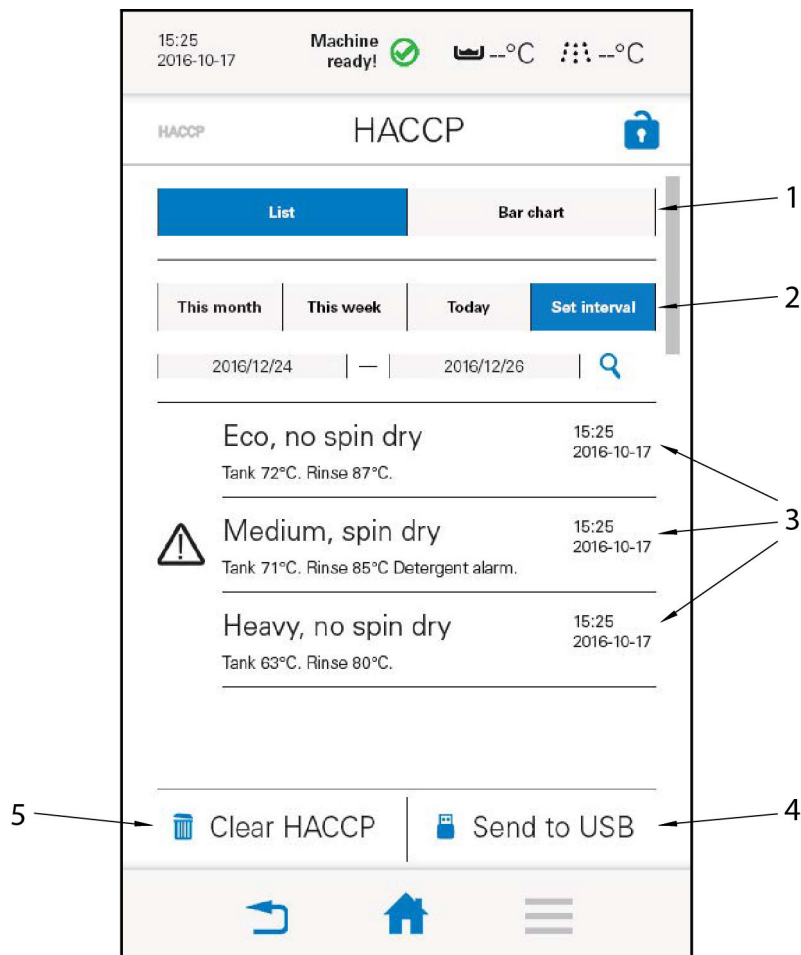 15:25
2016-10-17
Machine
ready!
--°C
--°C
HACCP
HACCP
List
Bar chart
1
This month
This week
Today
Set interval
2
2016/12/24 — 2016/12/26
Eco, no spin dry
15:25
2016-10-17
Tank 72°C. Rinse 87°C.
3
Medium, spin dry
15:25
2016-10-17
Tank 71°C. Rinse 85°C Detergent alarm.
Heavy, no spin dry
15:25
2016-10-17
Tank 63°C. Rinse 80°C.
5
Clear HACCP
Send to USB
4